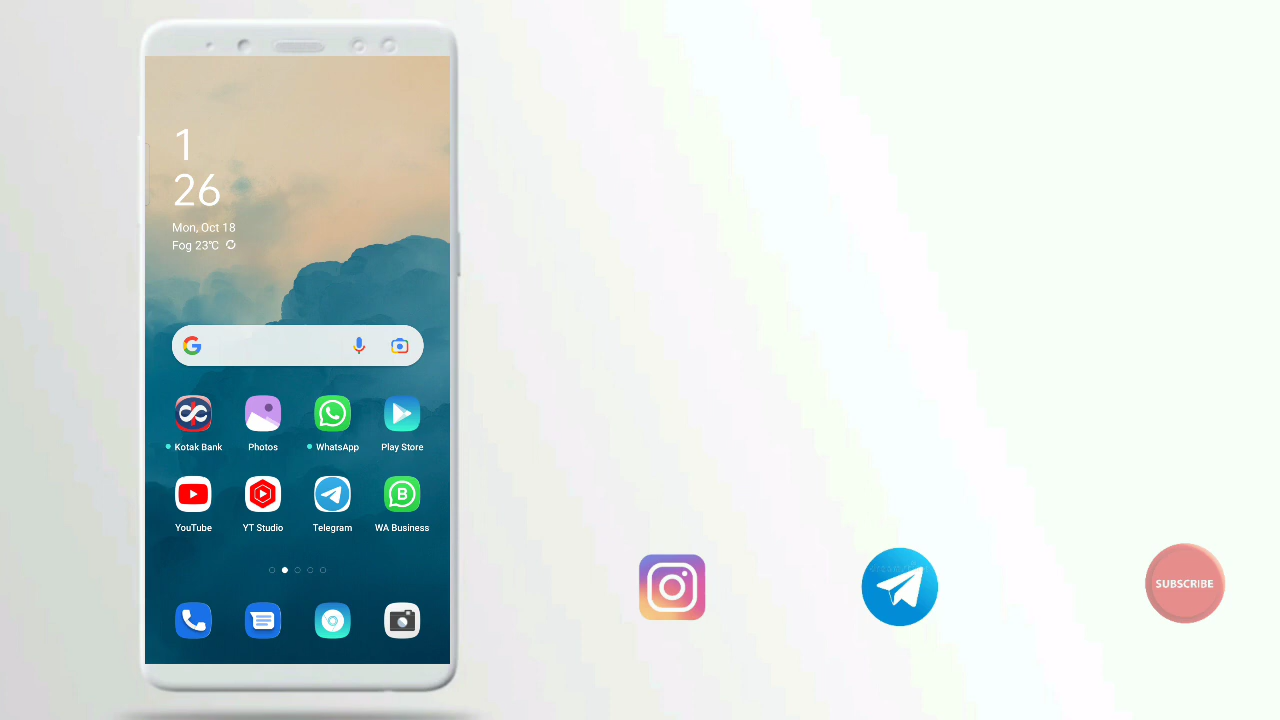 1
26
Mon, Oct 18
Fog 23℃
Kotak Bank
Photos
WhatsApp
Play Store
YouTube
YT Studio
Telegram
WA Business
SUBSCRIBE